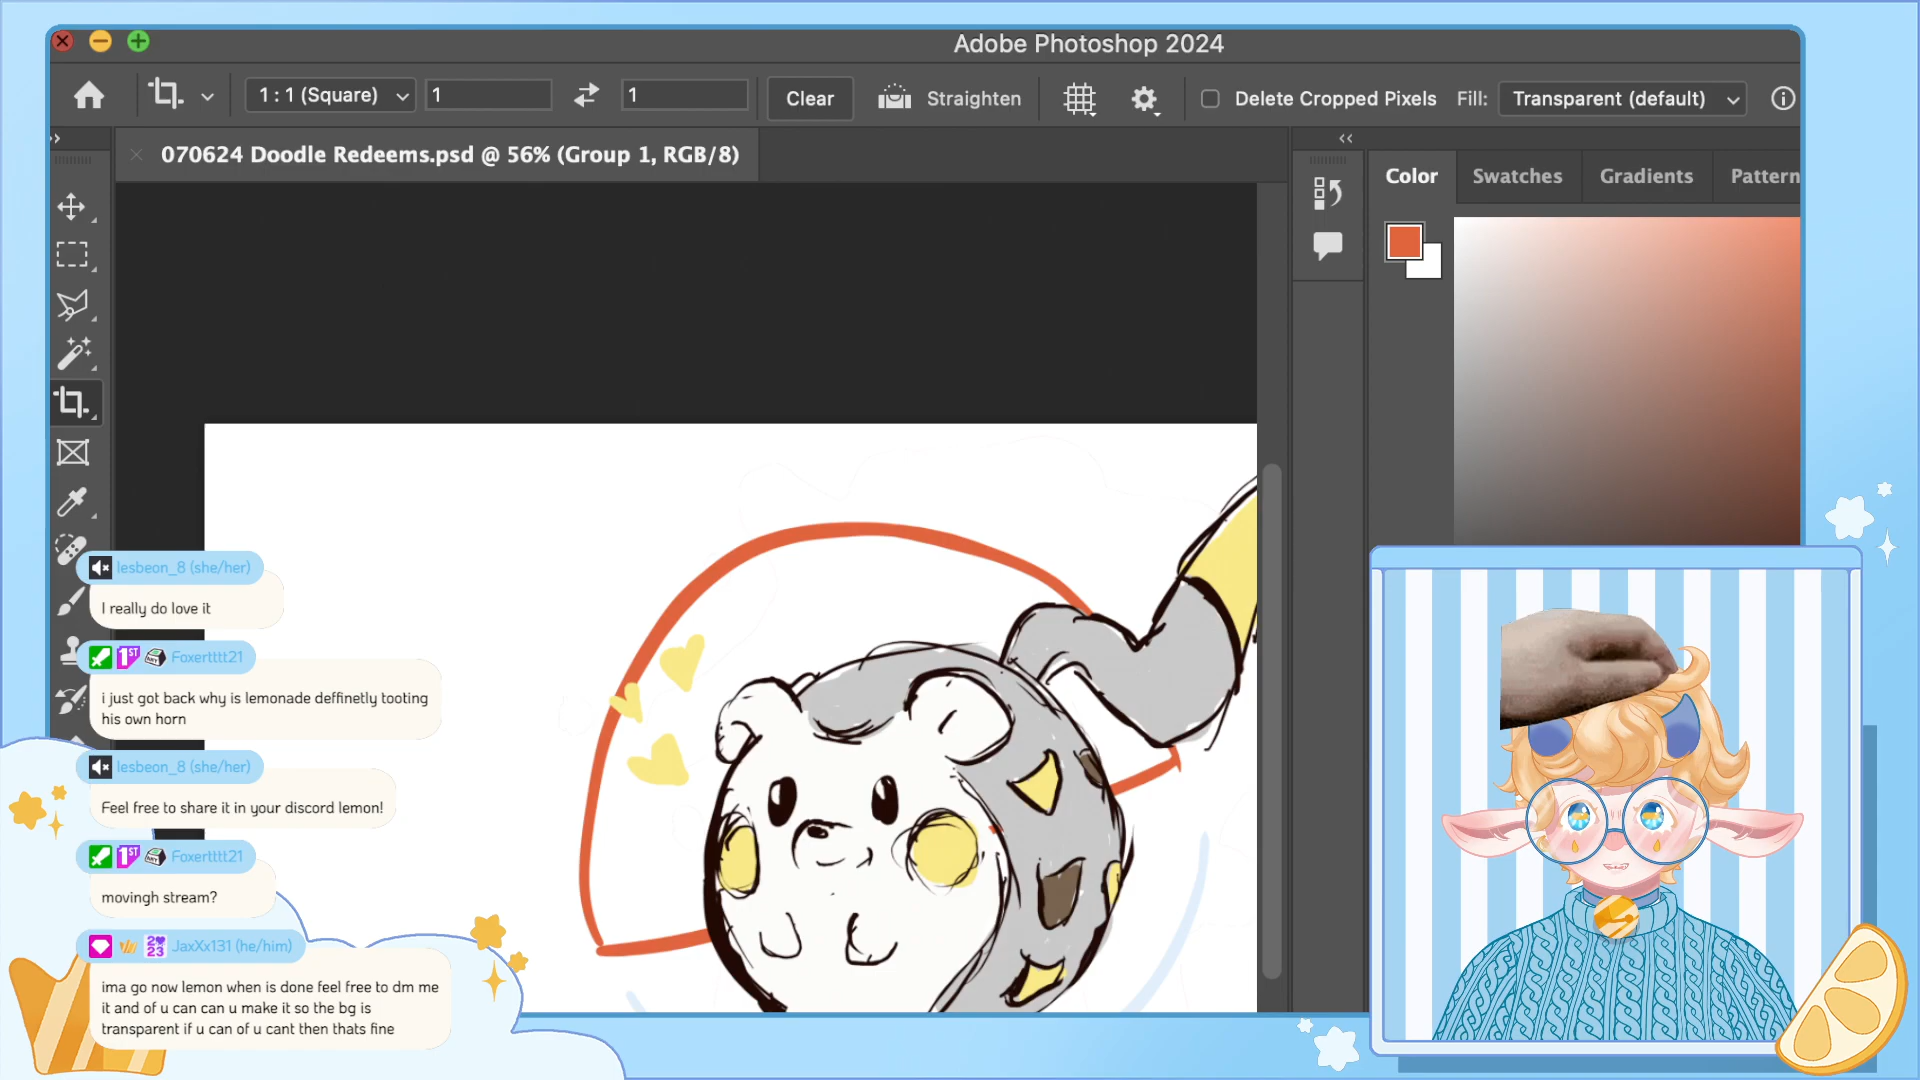 Adobe Photoshop 2024
1 : 1 (Square) 1 1 Clear Straighten Delete Cropped Pixels Fill: Transparent (default)
070624 Doodle Redeems.psd @ 56% (Group 1, RGB/8)
Color Swatches Gradients Pattern
lesbeon_8 (she/her)
I really do love it
1ST Foxertttt21
i just got back why is lemonade deffinetly tooting
his own horn
lesbeon_8 (she/her)
Feel free to share it in your discord lemon!
1ST Foxertttt21
movingh stream?
JaxXx131 (he/him)
ima go now lemon when is done feel free to dm me
it and of u can can u make it so the bg is
transparent if u can of u cant then thats fine